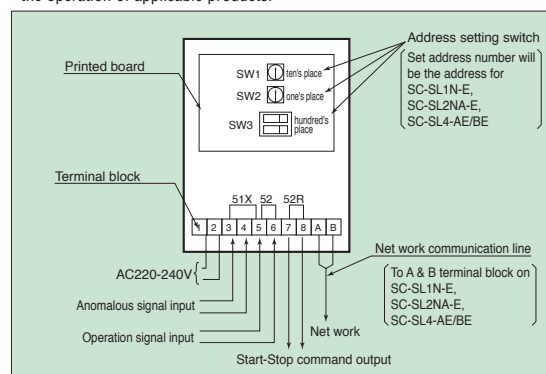 the operation of applicable products.
Address setting switch
Set address number will
be the address for
SC-SL1N-E,
SC-SL2NA-E,
SC-SL4-AE/BE
Printed board
SW1 ten's place
SW2 one's place
SW3 hundred's
place
Terminal block
51X 52 52R
1 2 3 4 5 6 7 8 A B
Net work communication line
AC220-240V
To A & B terminal block on
SC-SL1N-E,
SC-SL2NA-E,
SC-SL4-AE/BE
Anomalous signal input
Operation signal input
Net work
Start-Stop command output